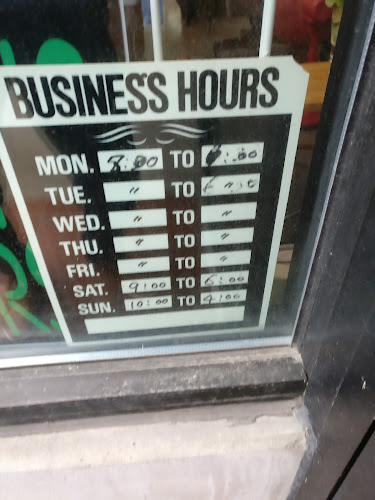 BUSINESS HOURS
MON. 8:00 TO :00
TUE. " TO
WED. " TO "
THU. " TO "
FRI. " TO "
SAT. 9:00 TO 6:00
SUN. 10:00 TO 4:00